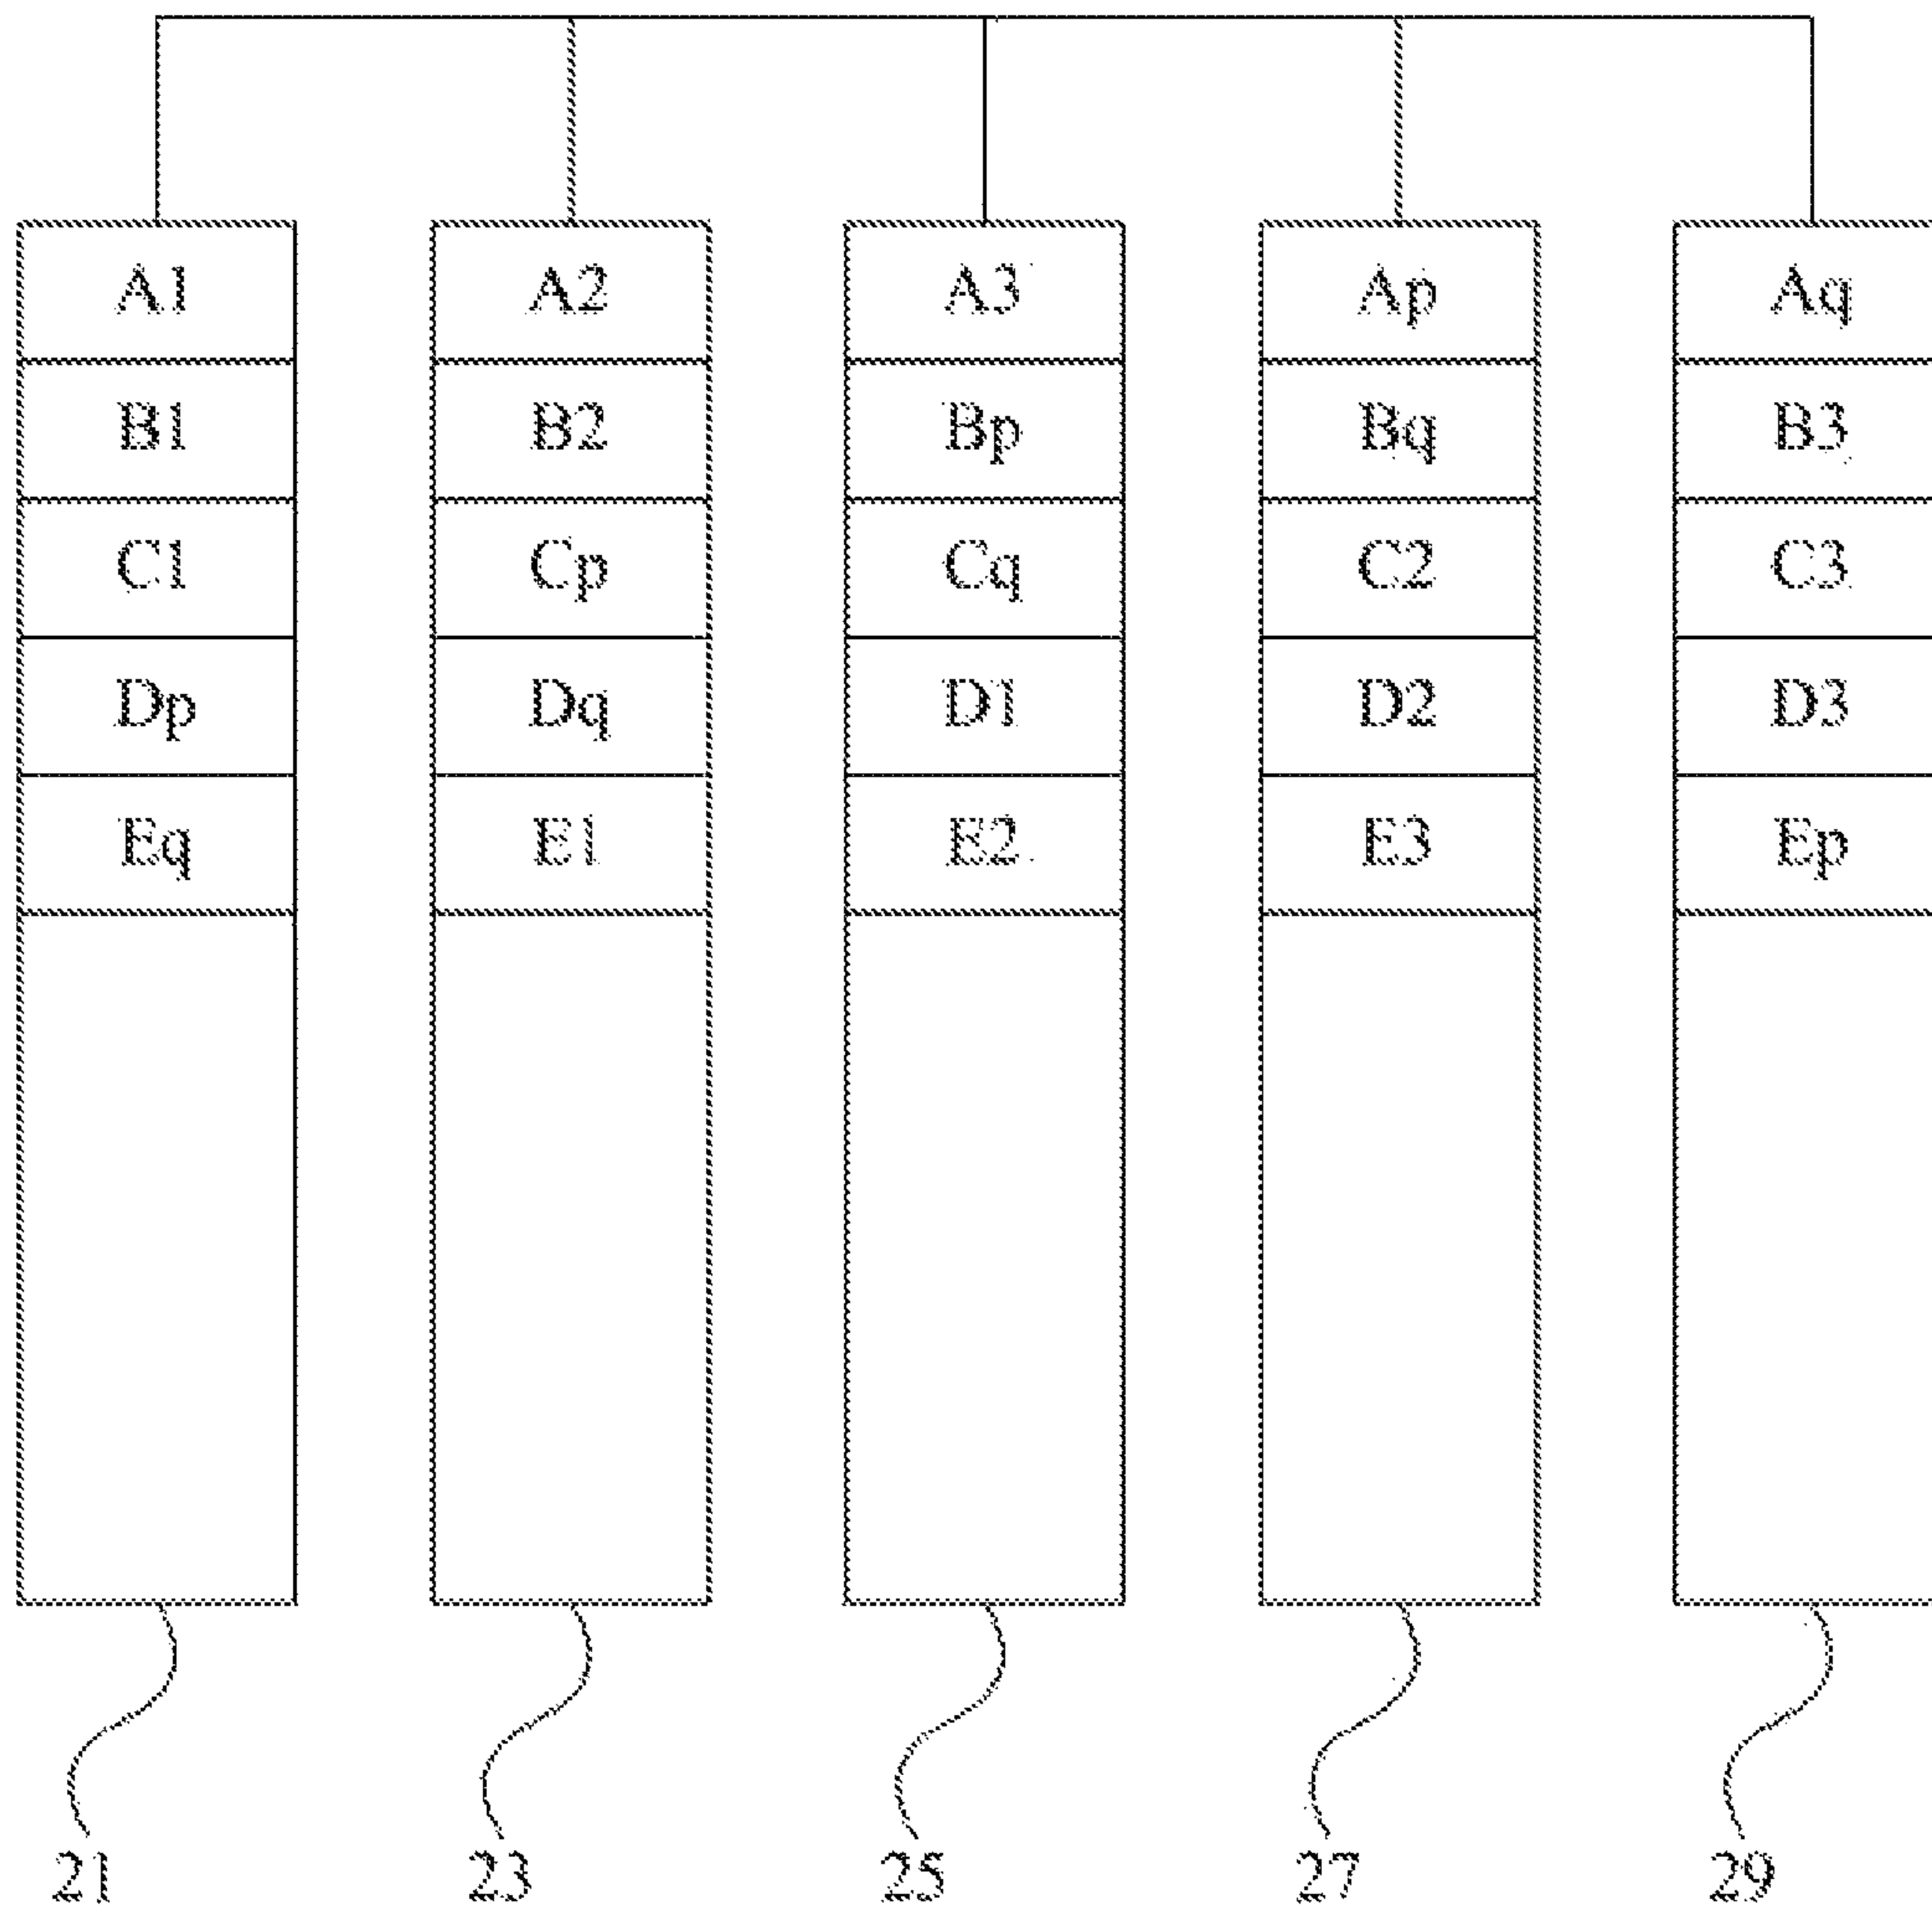 A1 A2 A3 Ap Aq
B1 B2 Bp Bq B3
C1 Cp Cq C2 C3
Dp Dq D1 D2 D3
Eq E1 E2 E3 Ep
21 23 25 27 29